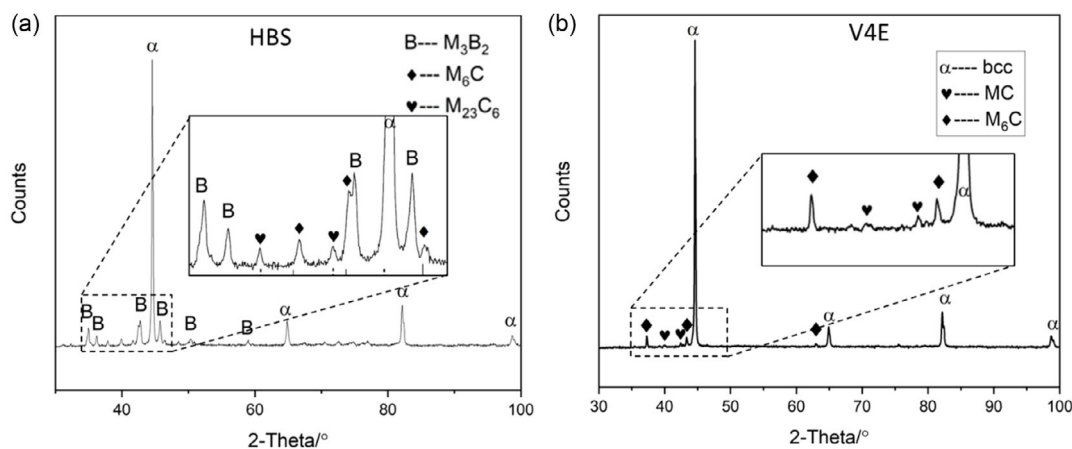 (a)
HBS
α
B--- M₃B₂
♦---- M₆C
♥---- M₂₃C₆
α
B
B
♦
B
B
♥
♦
♥
♦
Counts
B
B
B
B
B
B
α
α
α
40
60
80
100
2-Theta/°
(b)
V4E
α
α---- bcc
♥---- MC
♦---- M₆C
♦
♥
♥
♦
α
Counts
♦
♥
♥
♦
♦
α
α
α
30
40
50
60
70
80
90
100
2-Theta/°